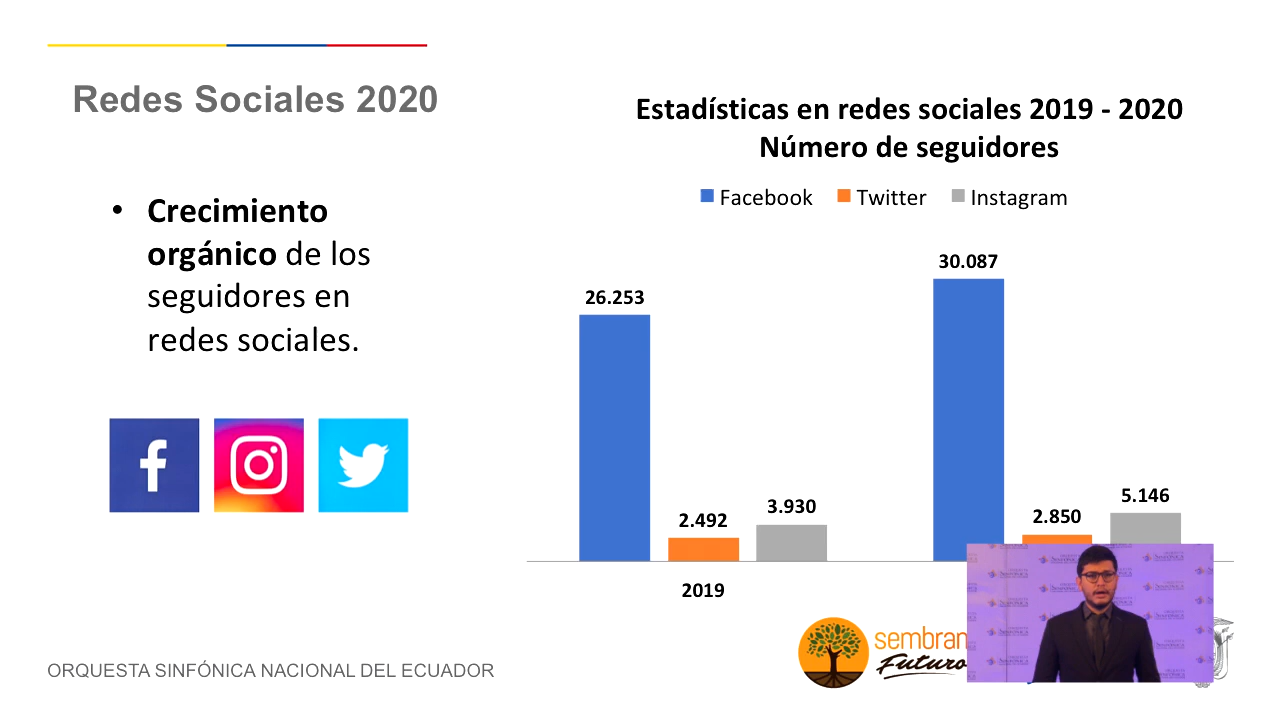 Redes Sociales 2020
• Crecimiento
orgánico de los
seguidores en
redes sociales.
Estadísticas en redes sociales 2019 - 2020
Número de seguidores
Facebook Twitter Instagram
26.253
2.492
3.930
30.087
2.850
5.146
2019
ORQUESTA SINFÓNICA NACIONAL DEL ECUADOR
sembran
Futuro